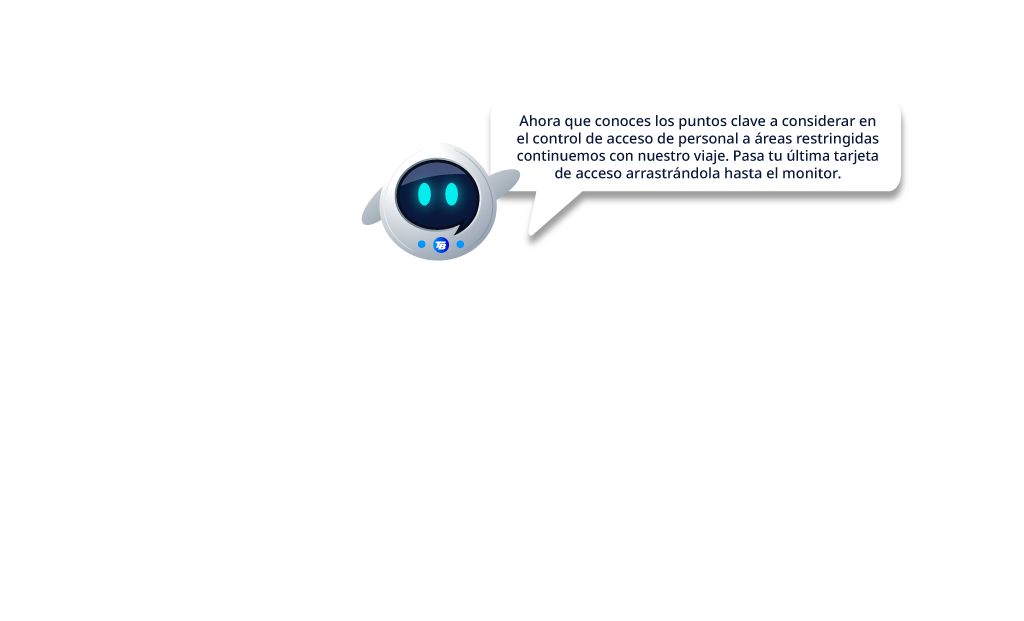 Ahora que conoces los puntos clave a considerar en
el control de acceso de personal a áreas restringidas
continuemos con nuestro viaje. Pasa tu última tarjeta
de acceso arrastrándola hasta el monitor.
TB